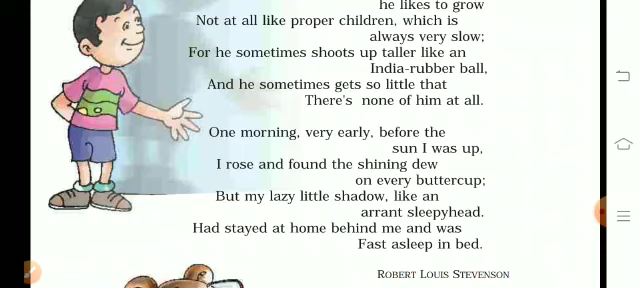 he likes to grow
Not at all like proper children, which is
always very slow;
For he sometimes shoots up taller like an
India-rubber ball,
And he sometimes gets so little that
There's none of him at all.
One morning, very early, before the
sun I was up,
I rose and found the shining dew
on every buttercup;
But my lazy little shadow, like an
arrant sleepyhead.
Had stayed at home behind me and was
Fast asleep in bed.
ROBERT LOUIS STEVENSON